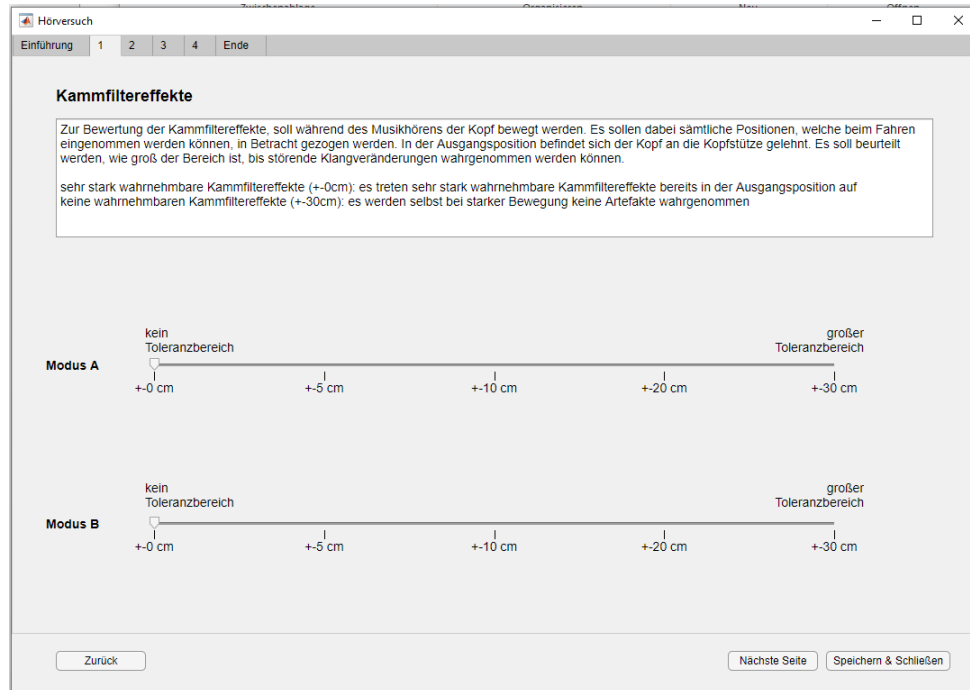 Hörversuch
Einführung 1 2 3 4 Ende
Kammfiltereffekte
Zur Bewertung der Kammfiltereffekte, soll während des Musikhörens der Kopf bewegt werden. Es sollen dabei sämtliche Positionen, welche beim Fahren
eingenommen werden können, in Betracht gezogen werden. In der Ausgangsposition befindet sich der Kopf an die Kopfstütze gelehnt. Es soll beurteilt
werden, wie groß der Bereich ist, bis störende Klangveränderungen wahrgenommen werden können.
sehr stark wahrnehmbare Kammfiltereffekte (+-0cm): es treten sehr stark wahrnehmbare Kammfiltereffekte bereits in der Ausgangsposition auf
keine wahrnehmbaren Kammfiltereffekte (+-30cm): es werden selbst bei starker Bewegung keine Artefakte wahrgenommen
kein großer
Toleranzbereich Toleranzbereich
Modus A
+-0 cm +-5 cm +-10 cm +-20 cm +-30 cm
kein großer
Toleranzbereich Toleranzbereich
Modus B
+-0 cm +-5 cm +-10 cm +-20 cm +-30 cm
Zurück Nächste Seite Speichern & Schließen